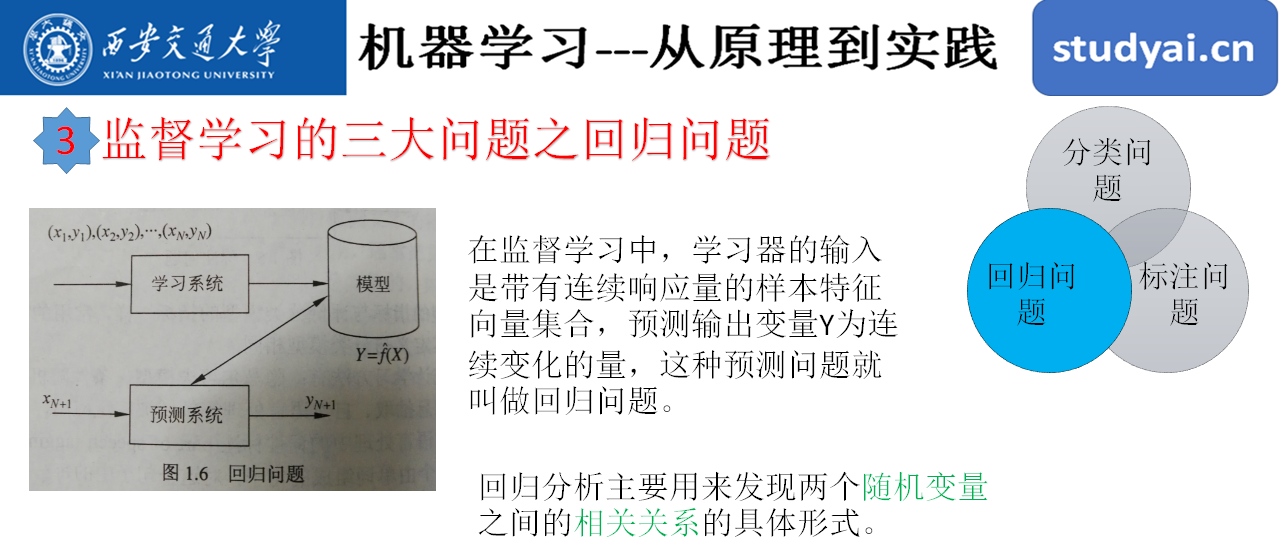 西安交通大学
XI'AN JIAOTONG UNIVERSITY
机器学习---从原理到实践
studyai.cn
3 监督学习的三大问题之回归问题
分类问
题
回归问
题
标注问
题
(x₁,y₁),(x₂,y₂),···,(x_N,y_N)
学习系统
模型
Y=f̂(X)
x_{N+1}
预测系统
y_{N+1}
图 1.6 回归问题
在监督学习中，学习器的输入
是带有连续响应量的样本特征
向量集合，预测输出变量Y为连
续变化的量，这种预测问题就
叫做回归问题。
回归分析主要用来发现两个随机变量
之间的相关关系的具体形式。